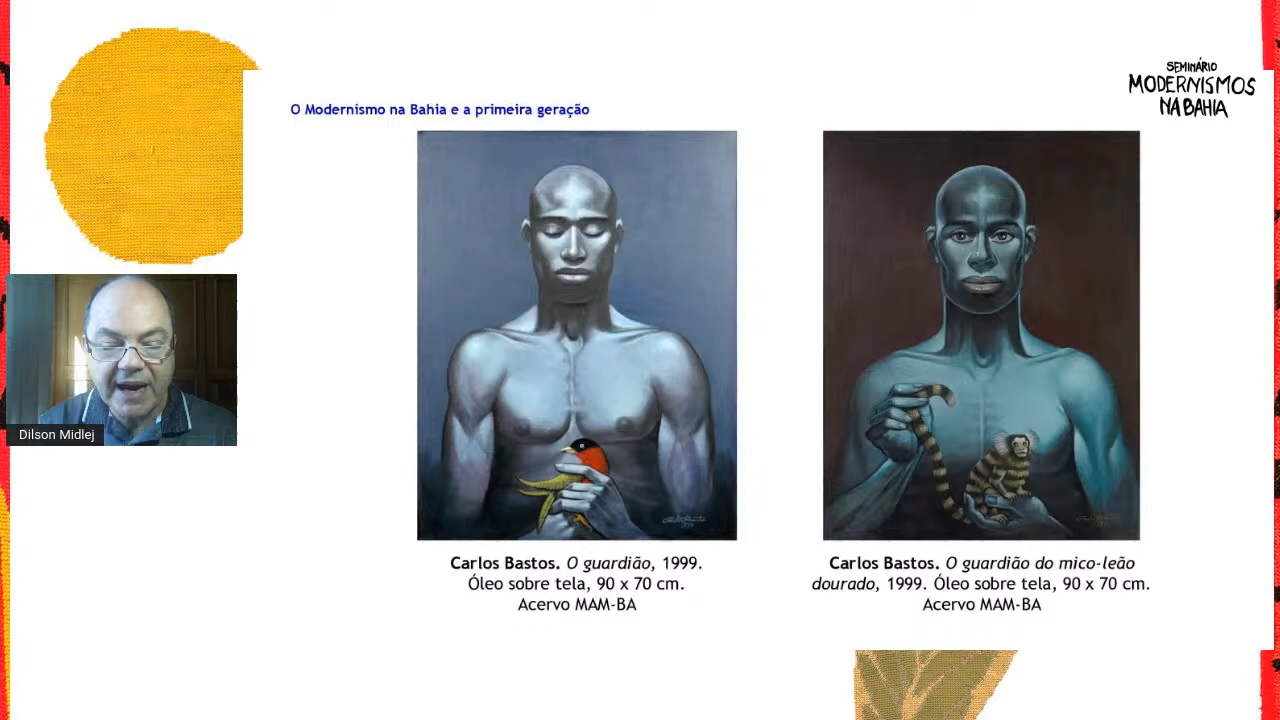 SEMINÁRIO
MODERNISMOS
NA BAHIA
O Modernismo na Bahia e a primeira geração
Dilson Midlej
Carlos Bastos. O guardião, 1999.
Óleo sobre tela, 90 x 70 cm.
Acervo MAM-BA
Carlos Bastos. O guardião do mico-leão
dourado, 1999. Óleo sobre tela, 90 x 70 cm.
Acervo MAM-BA